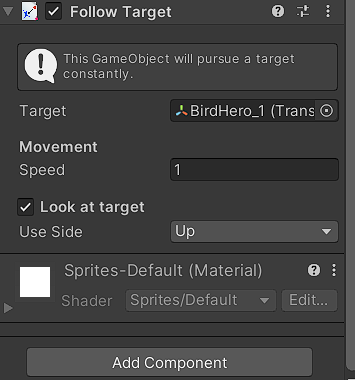 Follow Target
This GameObject will pursue a target
constantly.
Target BirdHero_1 (Trans
Movement
Speed 1
Look at target
Use Side Up
Sprites-Default (Material)
Shader Sprites/Default Edit...
Add Component